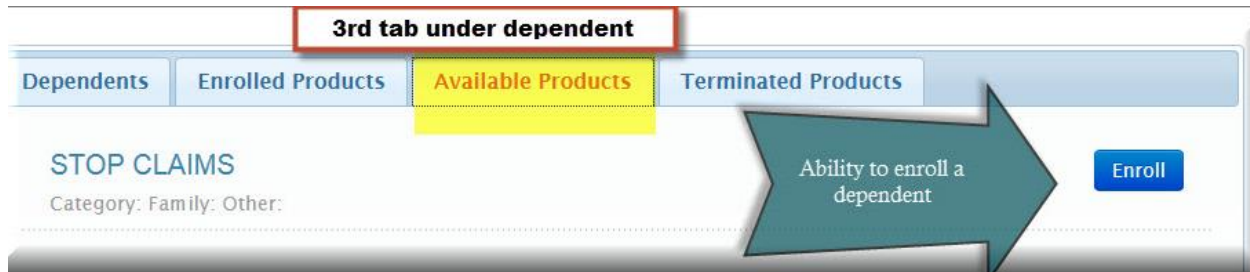 3rd tab under dependent
Dependents Enrolled Products Available Products Terminated Products
STOP CLAIMS
Ability to enroll a
dependent
Enroll
Category: Family: Other: